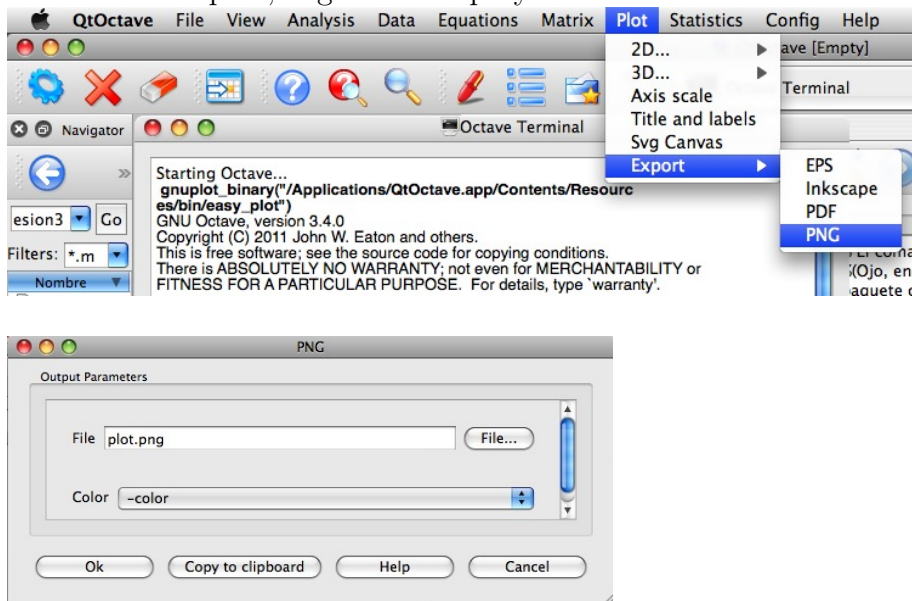 QtOctave File View Analysis Data Equations Matrix Plot Statistics Config Help
ave [Empty]
2D...
3D...
Axis scale
Title and labels
Svg Canvas
Export
Terminal
EPS
Inkscape
PDF
PNG
Navigator
Octave Terminal
esion3 Go
Filters: *.m
Nombre
Starting Octave...
gnuplot_binary("/Applications/QtOctave.app/Contents/Resourc
es/bin/easy_plot")
GNU Octave, version 3.4.0
Copyright (C) 2011 John W. Eaton and others.
This is free software; see the source code for copying conditions.
There is ABSOLUTELY NO WARRANTY; not even for MERCHANTABILITY or
FITNESS FOR A PARTICULAR PURPOSE. For details, type `warranty'.
(Ojo, en
aquete
PNG
Output Parameters
File plot.png File...
Color -color
Ok Copy to clipboard Help Cancel